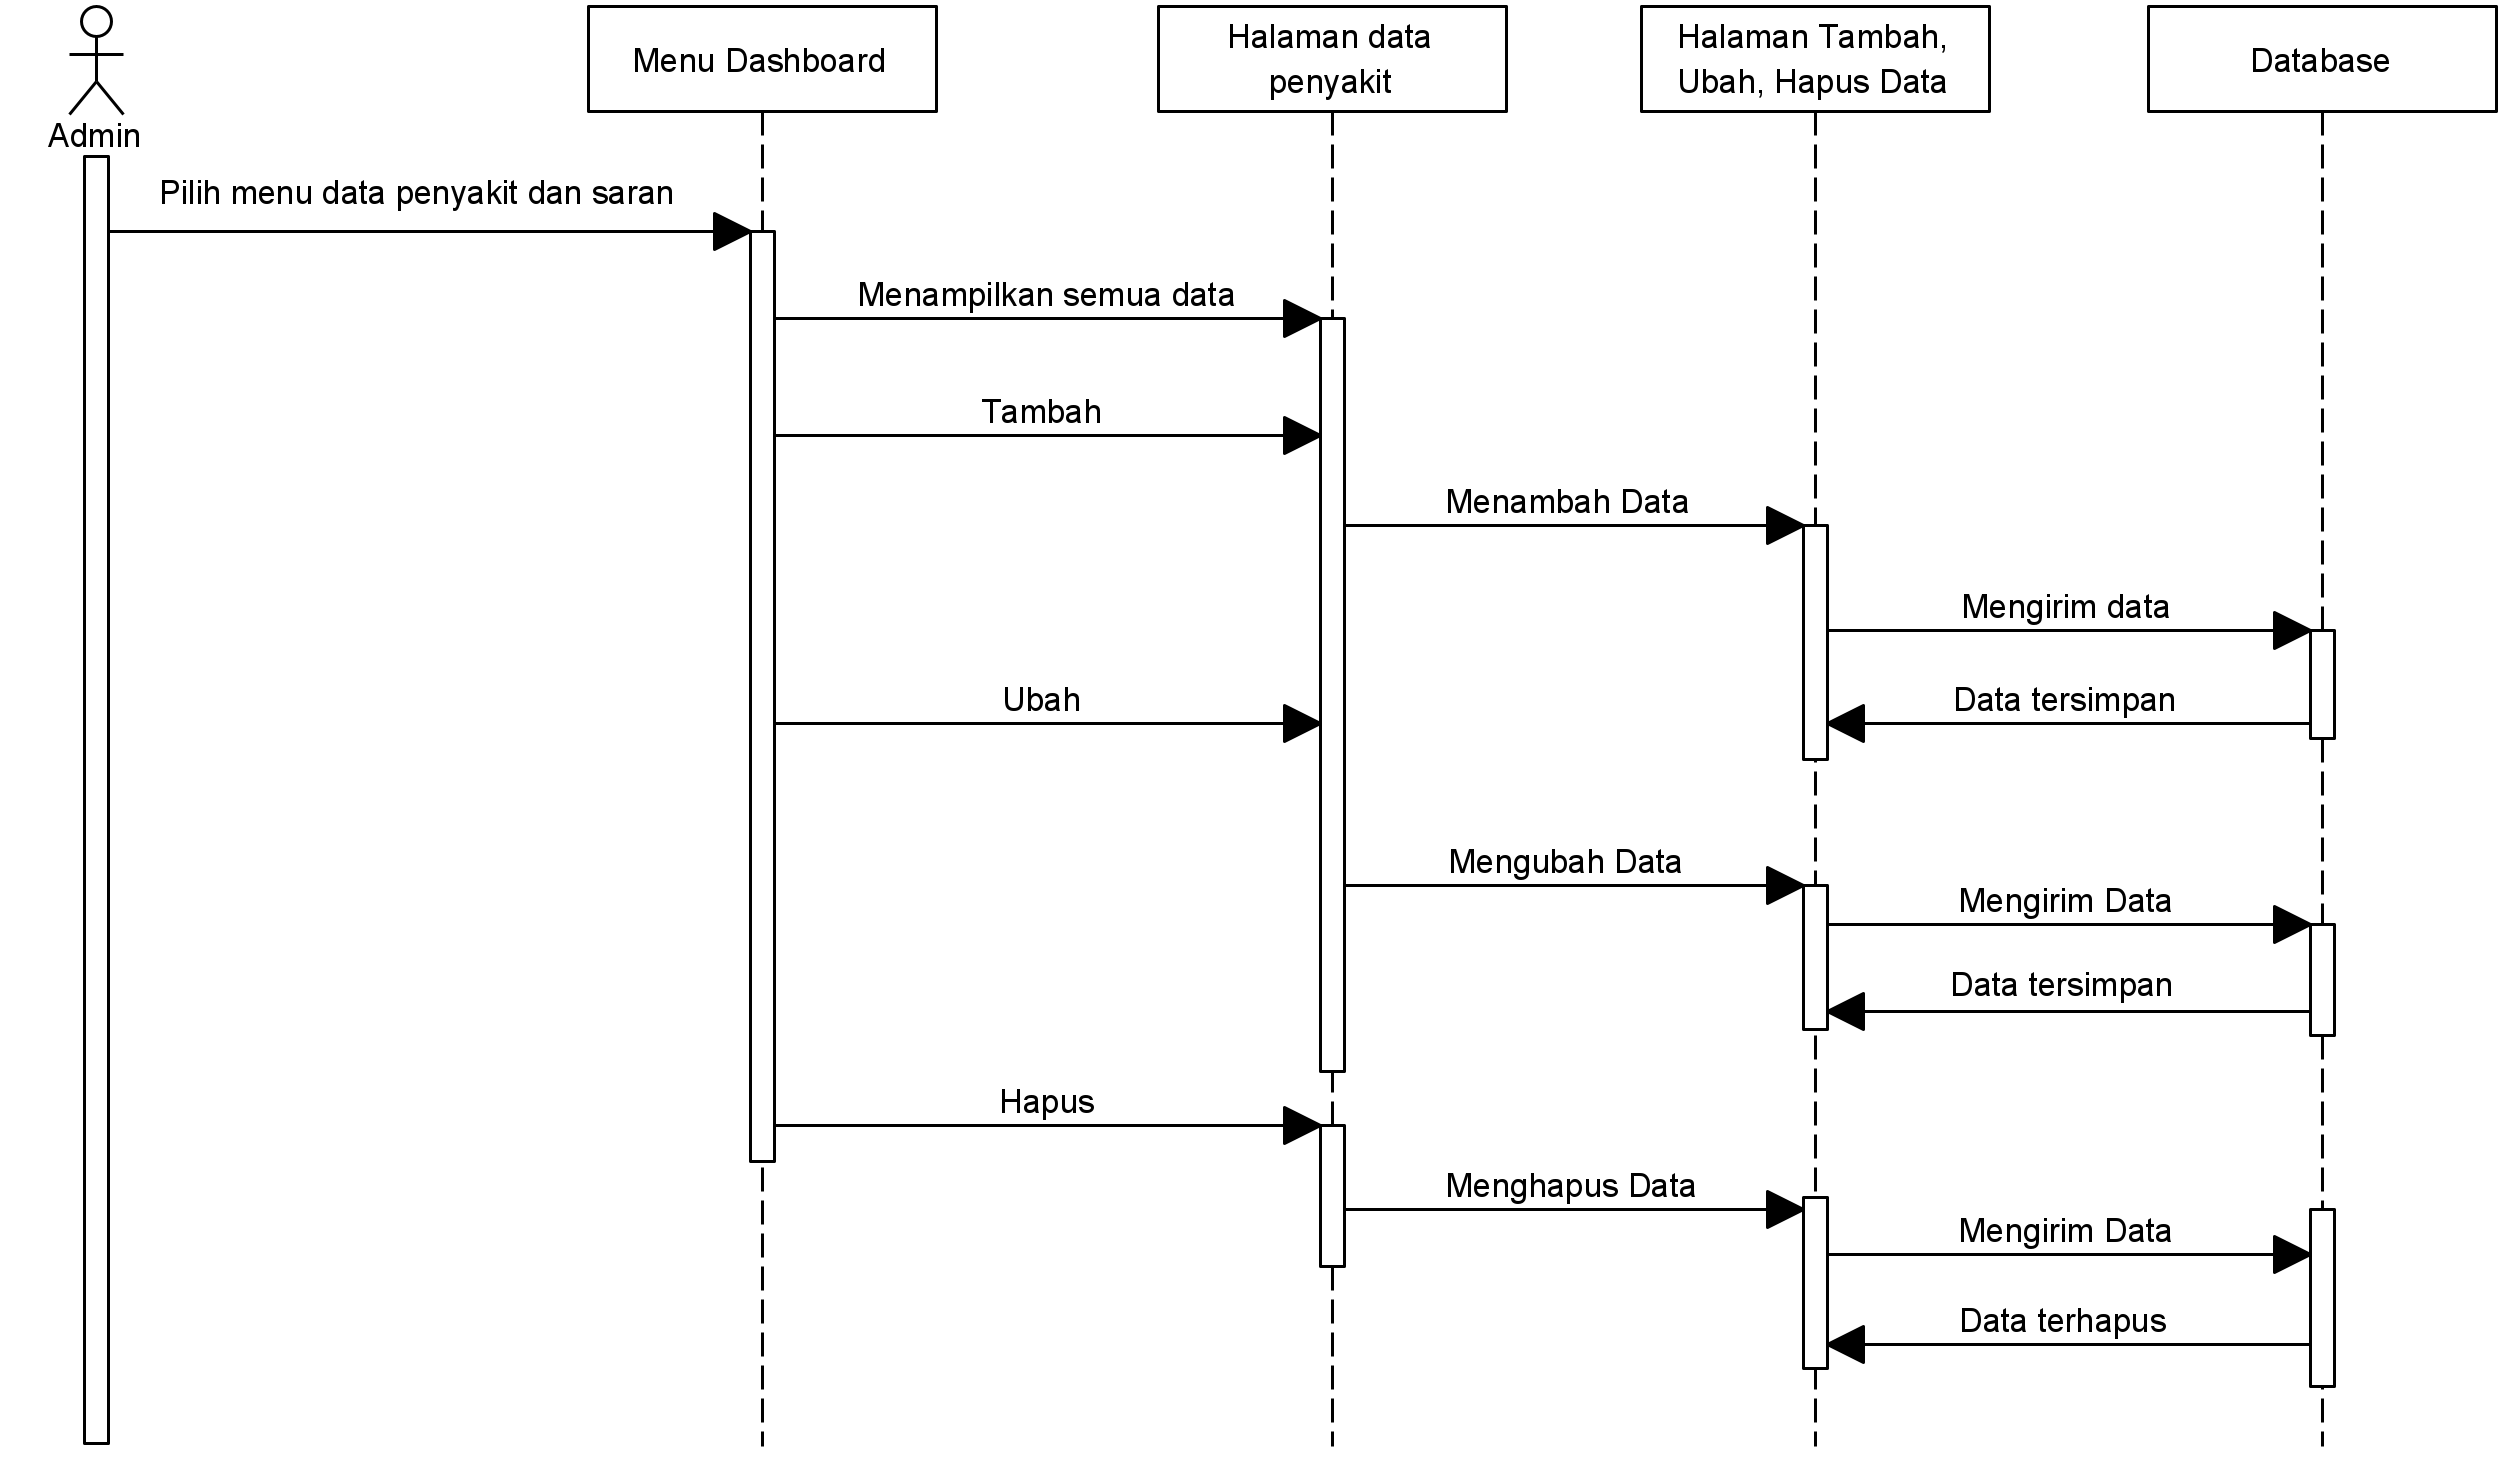 Admin
Menu Dashboard
Halaman data
penyakit
Halaman Tambah,
Ubah, Hapus Data
Database
Pilih menu data penyakit dan saran
Menampilkan semua data
Tambah
Menambah Data
Mengirim data
Ubah
Data tersimpan
Mengubah Data
Mengirim Data
Data tersimpan
Hapus
Menghapus Data
Mengirim Data
Data terhapus